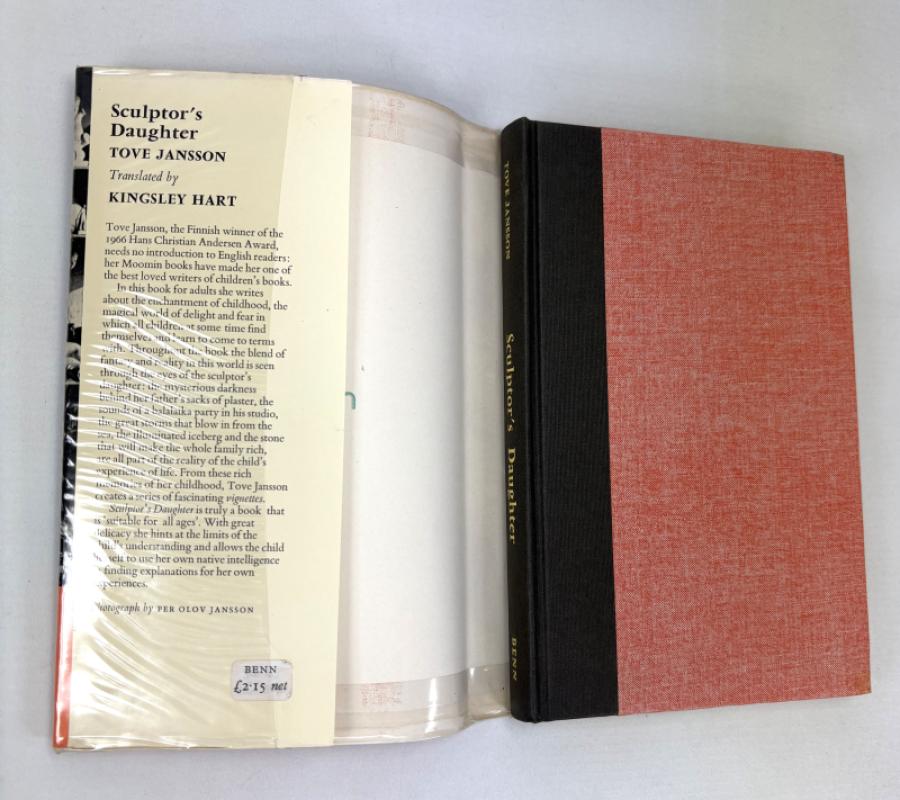 Sculptor's
Daughter
TOVE JANSSON
Translated by
KINGSLEY HART
Tove Jansson, the Finnish winner of the
1966 Hans Christian Andersen Award,
needs no introduction to English readers:
her Moomin books have made her one of
the best loved writers of children's books.
In this book for adults she writes
about the enchantment of childhood, the
magical world of delight and fear in
which all children at some time find
themselves and learn to come to terms
with. Throughout the book the blend of
fantasy and reality in this world is seen
through the eyes of the sculptor's
daughter: the mysterious darkness
behind her father's sacks of plaster, the
sounds of a balalaika party in his studio,
the great storms that blow in from the
sea, the illuminated iceberg and the stone
that will make the whole family rich,
are all part of the reality of the child's
experience of life. From these rich
memories of her childhood, Tove Jansson
creates a series of fascinating vignettes.
Sculptor's Daughter is truly a book that
is 'suitable for all ages'. With great
delicacy she hints at the limits of the
child's understanding and allows the child
herself to use her own native intelligence
finding explanations for her own
experiences.
Photograph by PER OLOV JANSSON
BENN
£2·15 net
TOVE JANSSON
Sculptor's Daughter
BENN